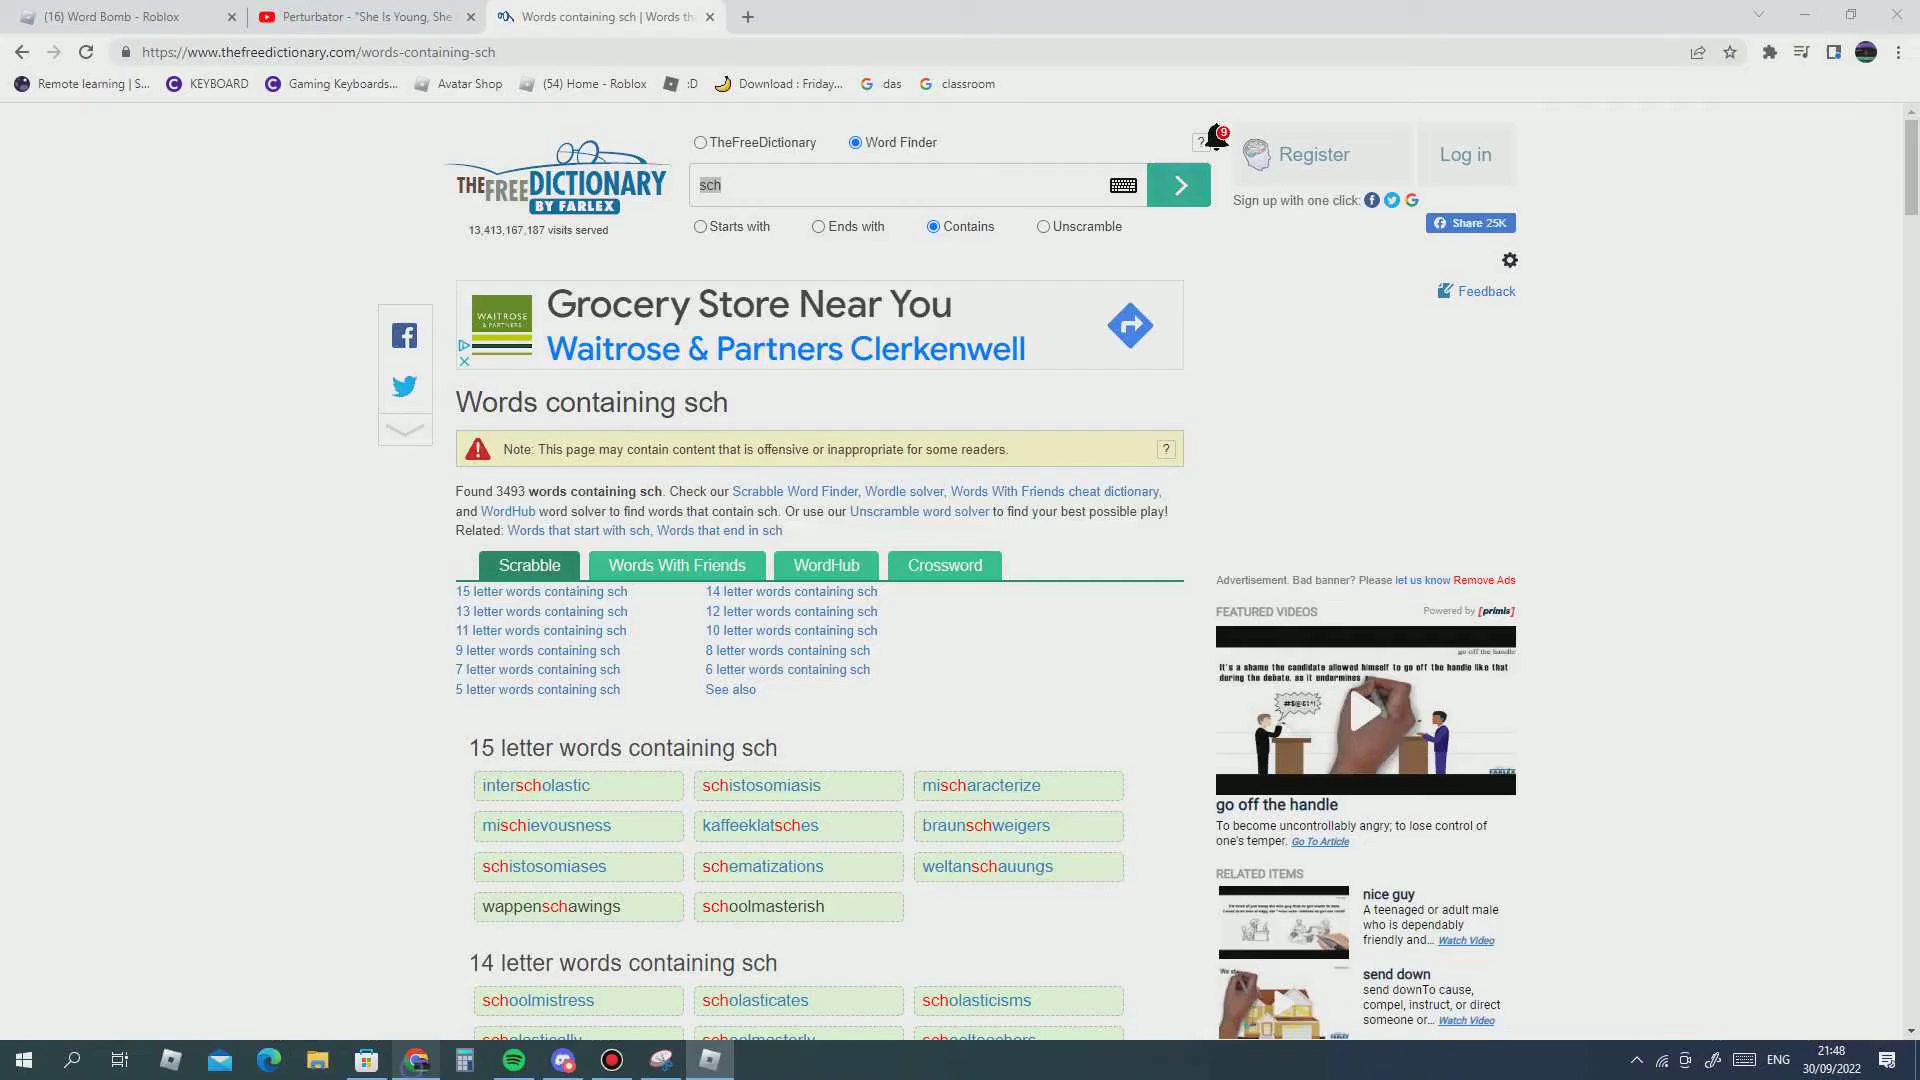 (16) Word Bomb - Roblox
Perturbator - "She Is Young, She
Words containing sch | Words th
https://www.thefreedictionary.com/words-containing-sch
Remote learning | S...
KEYBOARD
Gaming Keyboards...
Avatar Shop
(54) Home - Roblox
:D
Download : Friday...
das
classroom
THE FREE DICTIONARY
BY FARLEX
13,413,167,187 visits served
TheFreeDictionary
Word Finder
?
9
sch
Starts with
Ends with
Contains
Unscramble
Register
Log in
Sign up with one click:
Share 25K
Feedback
WAITROSE
& PARTNERS
Grocery Store Near You
Waitrose & Partners Clerkenwell
Words containing sch
Note: This page may contain content that is offensive or inappropriate for some readers.
?
Found 3493 words containing sch. Check our Scrabble Word Finder, Wordle solver, Words With Friends cheat dictionary,
and WordHub word solver to find words that contain sch. Or use our Unscramble word solver to find your best possible play!
Related: Words that start with sch, Words that end in sch
Scrabble
Words With Friends
WordHub
Crossword
15 letter words containing sch
14 letter words containing sch
13 letter words containing sch
12 letter words containing sch
11 letter words containing sch
10 letter words containing sch
9 letter words containing sch
8 letter words containing sch
7 letter words containing sch
6 letter words containing sch
5 letter words containing sch
See also
15 letter words containing sch
interscholastic
schistosomiasis
mischaracterize
mischievousness
kaffeeklatsches
braunschweigers
schistosomiases
schematizations
weltanschauungs
wappenschawings
schoolmasterish
14 letter words containing sch
schoolmistress
scholasticates
scholasticisms
scholastically
schoolmasterly
schoolteachers
Advertisement. Bad banner? Please let us know Remove Ads
FEATURED VIDEOS
Powered by [primis]
go off the handle
It's a shame the candidate allowed himself to go off the handle like that
during the debate, as it undermines
#$@&!*!
FARLEX
go off the handle
To become uncontrollably angry; to lose control of
one's temper. Go To Article
RELATED ITEMS
nice guy
A teenaged or adult male
who is dependably
friendly and... Watch Video
We st
send down
send downTo cause,
compel, instruct, or direct
someone or... Watch Video
ENG
21:48
30/09/2022